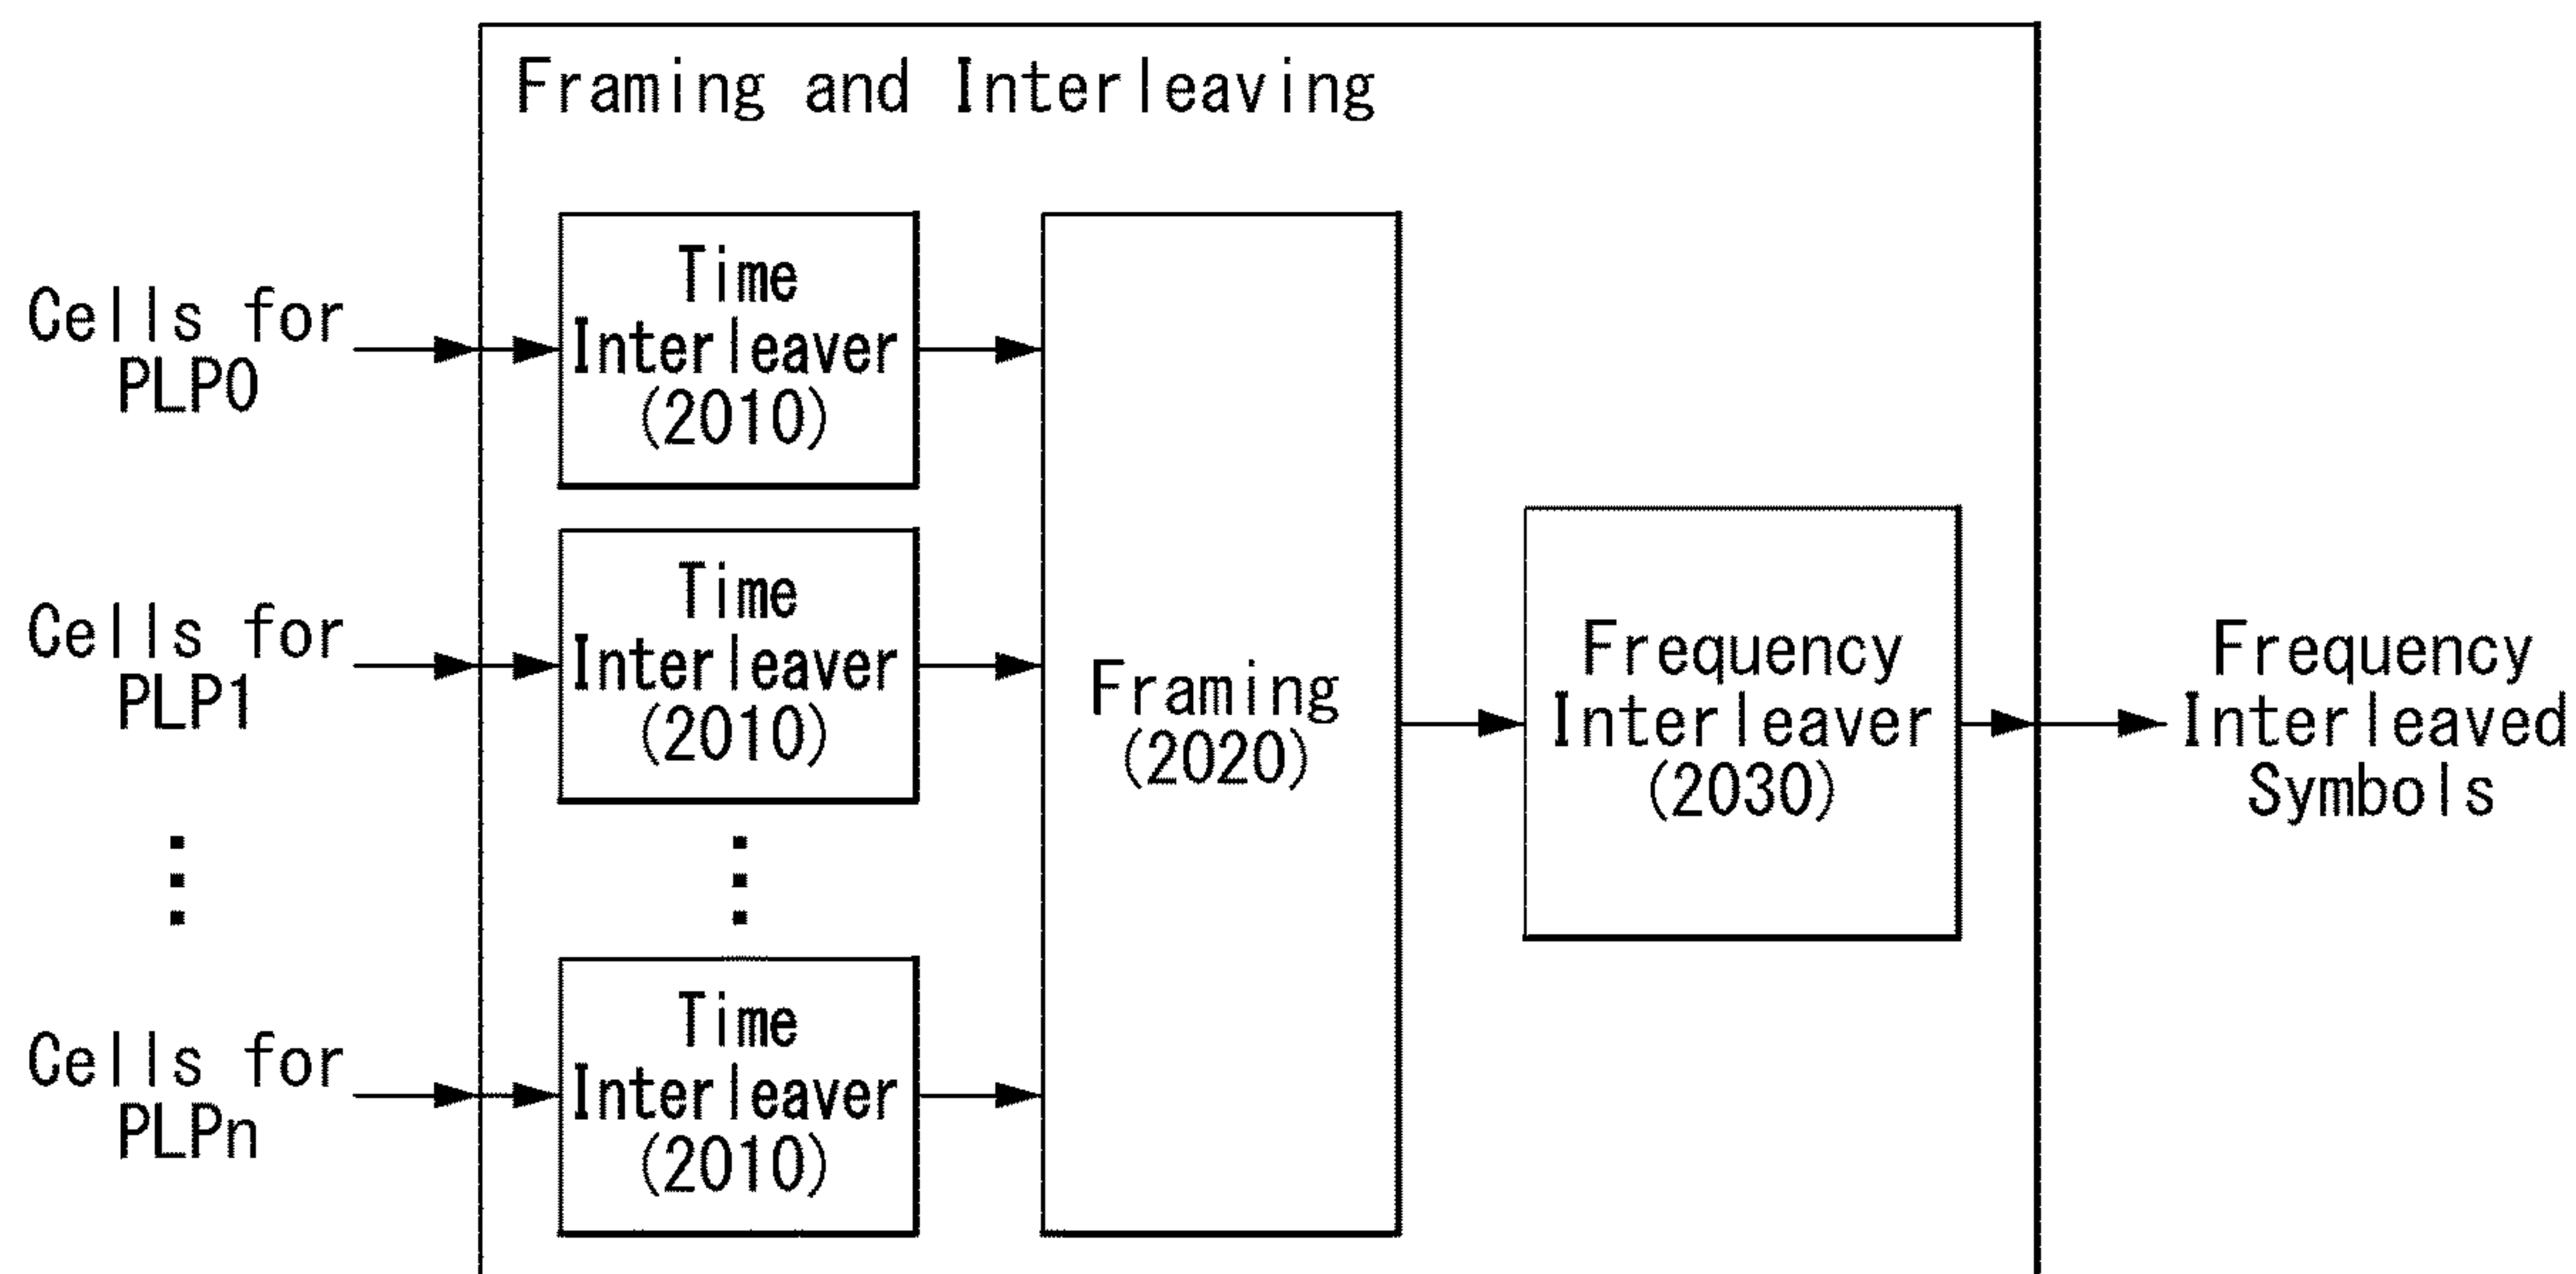 Framing and Interleaving
Cells for
PLP0
Time
Interleaver
(2010)
Cells for
PLP1
Time
Interleaver
(2010)
Cells for
PLPn
Time
Interleaver
(2010)
Framing
(2020)
Frequency
Interleaver
(2030)
Frequency
Interleaved
Symbols